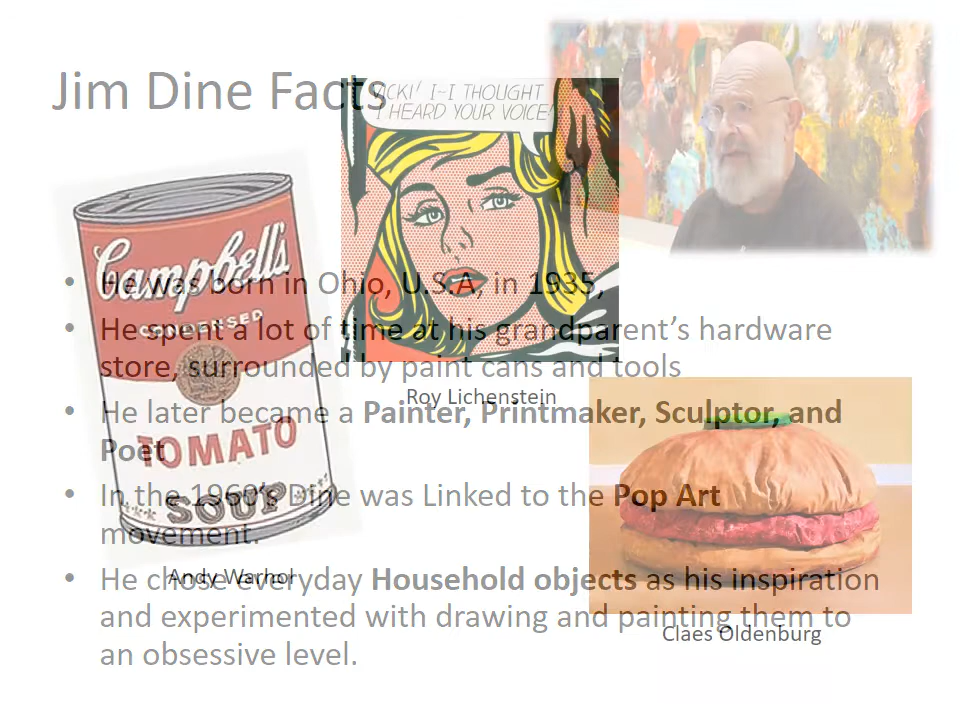 Jim Dine Facts
VICKI! I--I THOUGHT
I HEARD YOUR VOICE!
Campbell's
CONDENSED
TOMATO
SOUP
• He was born in Ohio, U.S.A, in 1935,
• He spent a lot of time at his grandparent's hardware
store, surrounded by paint cans and tools
Roy Lichenstein
• He later became a Painter, Printmaker, Sculptor, and
Poet
• In the 1960's Dine was Linked to the Pop Art
movement.
Andy Warhol
• He chose everyday Household objects as his inspiration
and experimented with drawing and painting them to
an obsessive level.
Claes Oldenburg